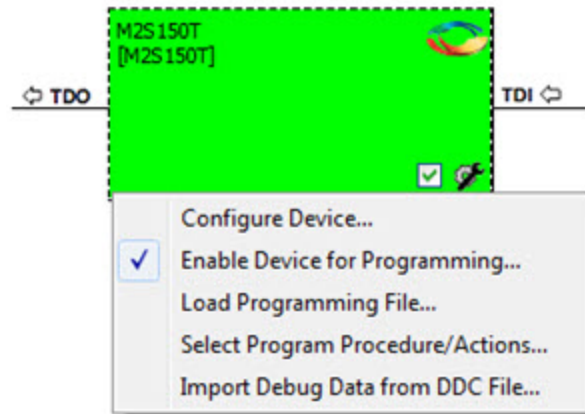 M2S150T
[M2S150T]
TDO
TDI
Configure Device...
Enable Device for Programming...
Load Programming File...
Select Program Procedure/Actions...
Import Debug Data from DDC File...